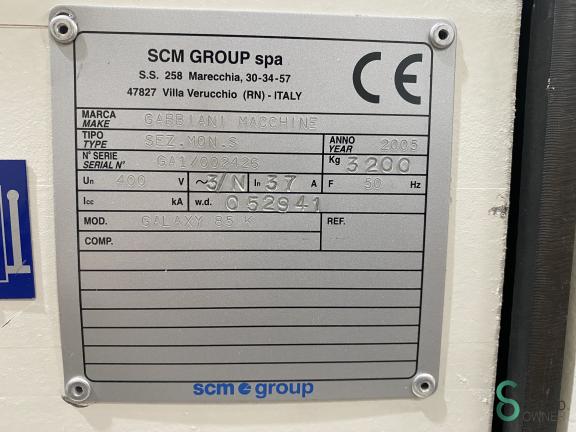 SCM GROUP spa
S.S. 258 Marecchia, 30-34-57
47827 Villa Verucchio (RN) - ITALY
CE
MARCA MAKE GABBIANI MACCHINE
TIPO TYPE SEZ.MON.S ANNO YEAR 2005
N° SERIE SERIAL N° GA1/003426 Kg 3200
Un 400 V ~3/N In 37 A F 50 Hz
Icc kA w.d. 052941
MOD. GALAXY 85 K REF.
COMP.
scm group
S D
OWNER